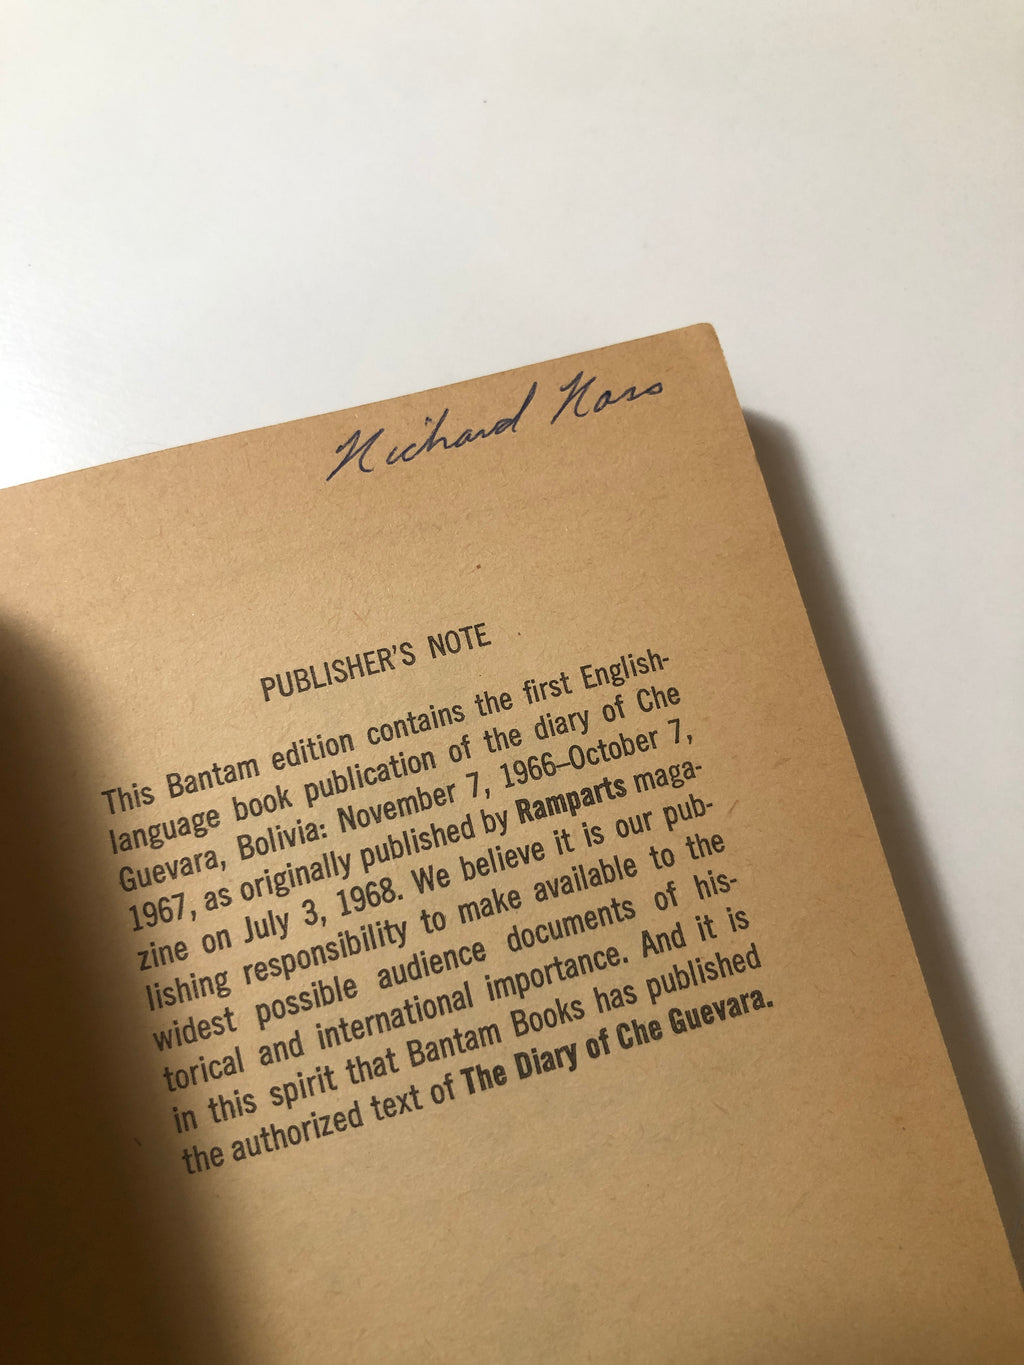 Richard Ross
PUBLISHER'S NOTE
This Bantam edition contains the first English-
language book publication of the diary of Che
Guevara, Bolivia: November 7, 1966–October 7,
1967, as originally published by Ramparts maga-
zine on July 3, 1968. We believe it is our pub-
lishing responsibility to make available to the
widest possible audience documents of his-
torical and international importance. And it is
in this spirit that Bantam Books has published
the authorized text of The Diary of Che Guevara.